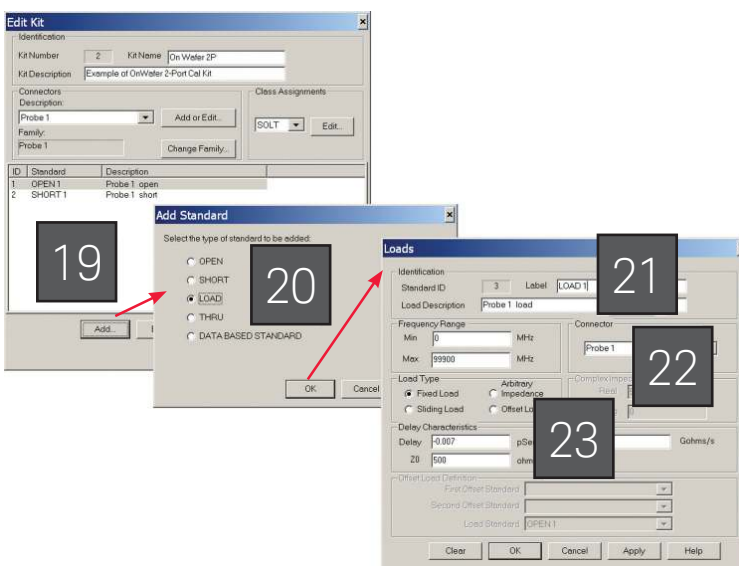 Edit Kit
Identification
Kit Number 2 Kit Name On Wafer 2P
Kit Description Example of OnWafer 2-Port Cal Kit
Connectors
Description:
Probe 1
Add or Edit...
Family:
Probe 1
Change Family...
Class Assignments
SOLT Edit...
ID Standard Description
1 OPEN 1 Probe 1 open
2 SHORT 1 Probe 1 short
19
Add...
Add Standard
Select the type of standard to be added:
OPEN
SHORT
LOAD
THRU
DATA BASED STANDARD
20
OK Cancel
Loads
Identification
Standard ID 3 Label LOAD 1
Load Description Probe 1 load
21
Frequency Range
Min 0 MHz
Max 99900 MHz
Connector
Probe 1
22
Load Type
Fixed Load Arbitrary Impedance
Sliding Load
Real
Delay Characteristics
Delay -0.007
Gohms/s
Z0 500
23
Offset Load Definition
First Offset Standard
Second Offset Standard
Load Standard OPEN 1
Clear OK Cancel Apply Help